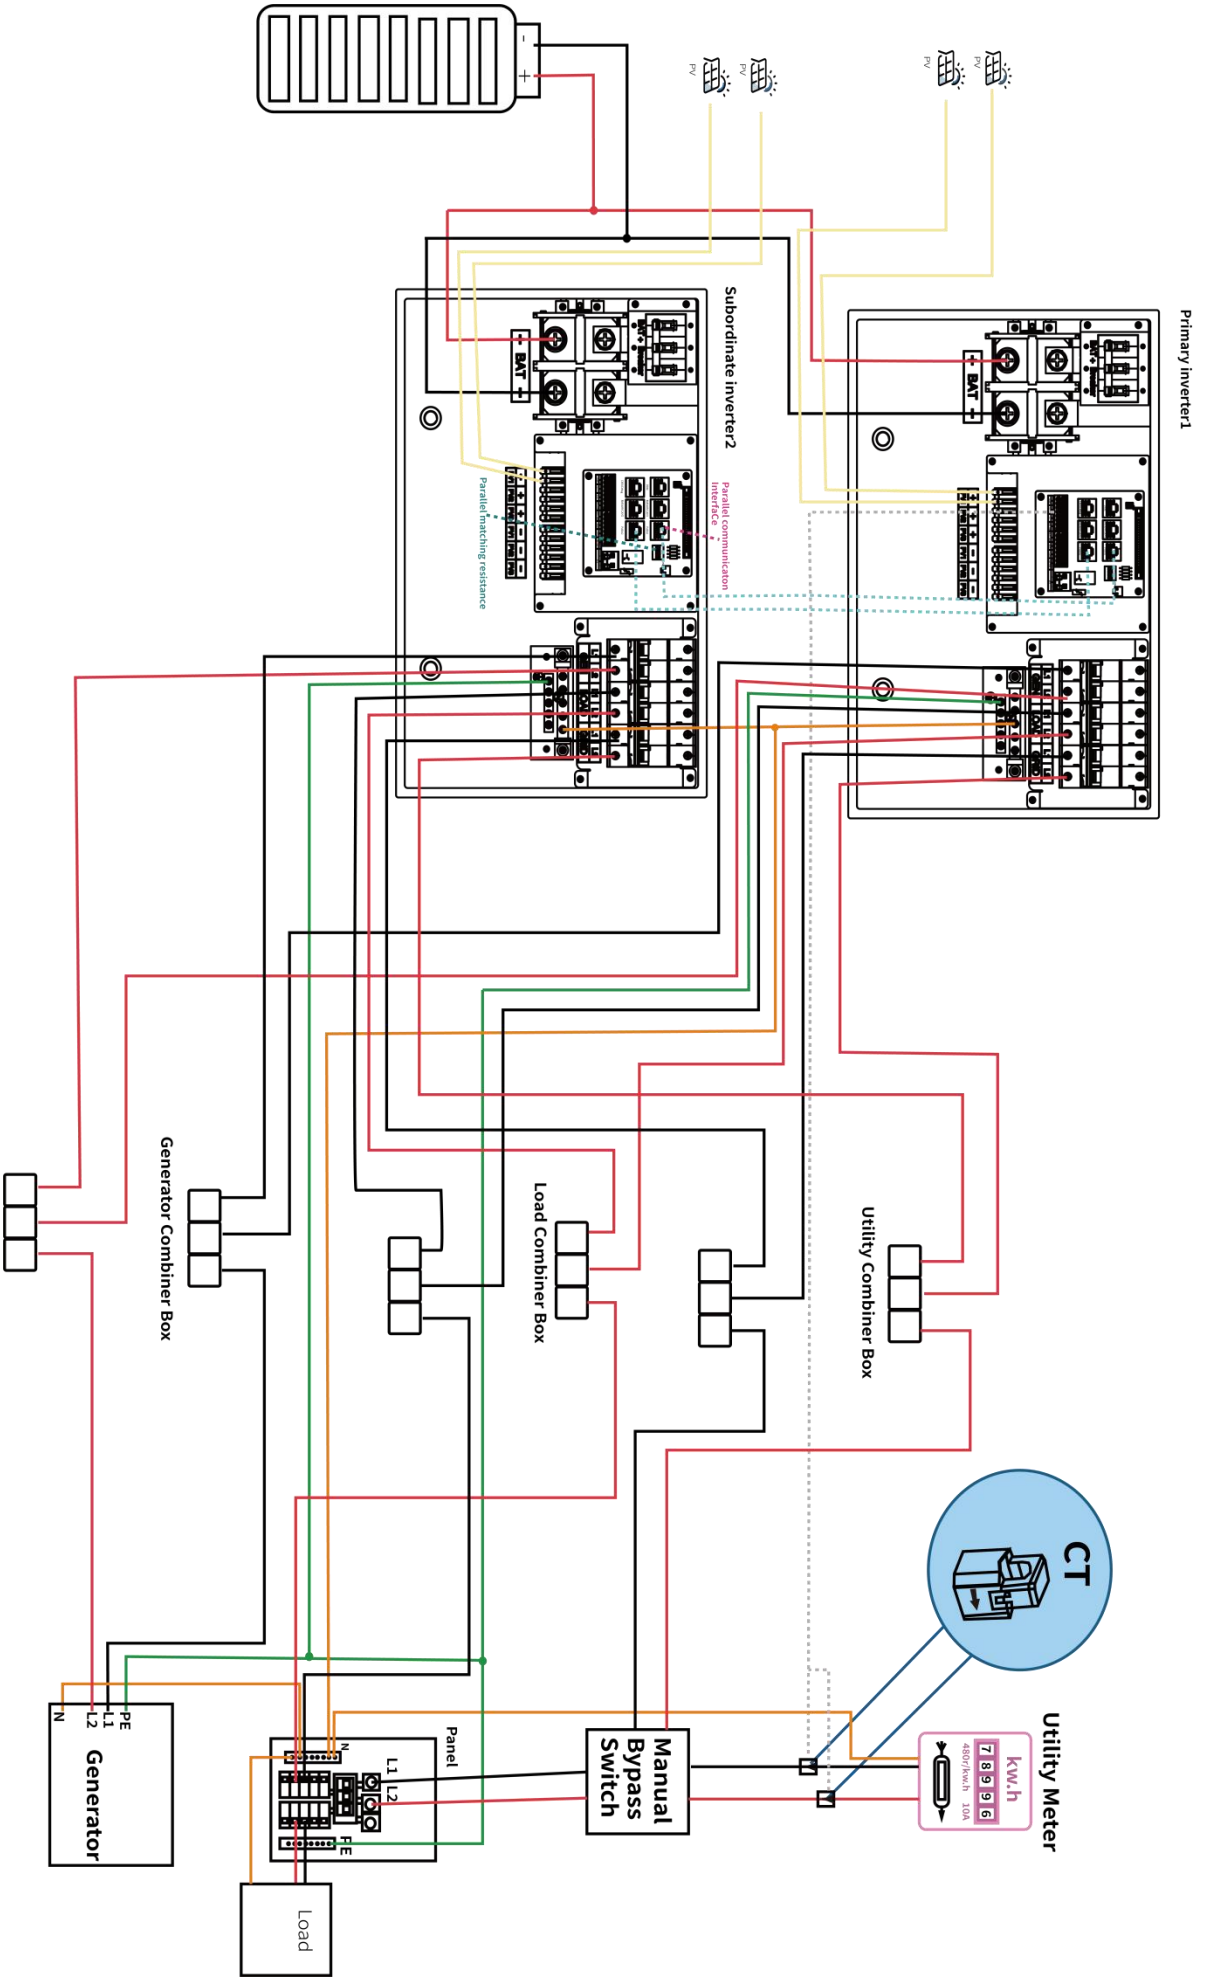 Primary inverter1
Subordinate inverter2
PV
PV
PV
PV
-
+
BAT
BAT
Parallel communicaton
InterfaCe
Parallel matching resistance
Generator Combiner Box
Load Combiner Box
Utility Combiner Box
CT
Utility Meter
kw.h
7 8 9 9 6
480r/kw.h 10A
Manual
Bypass
Switch
Panel
N
L1
L2
PE
Load
PE
L1
L2
N
Generator